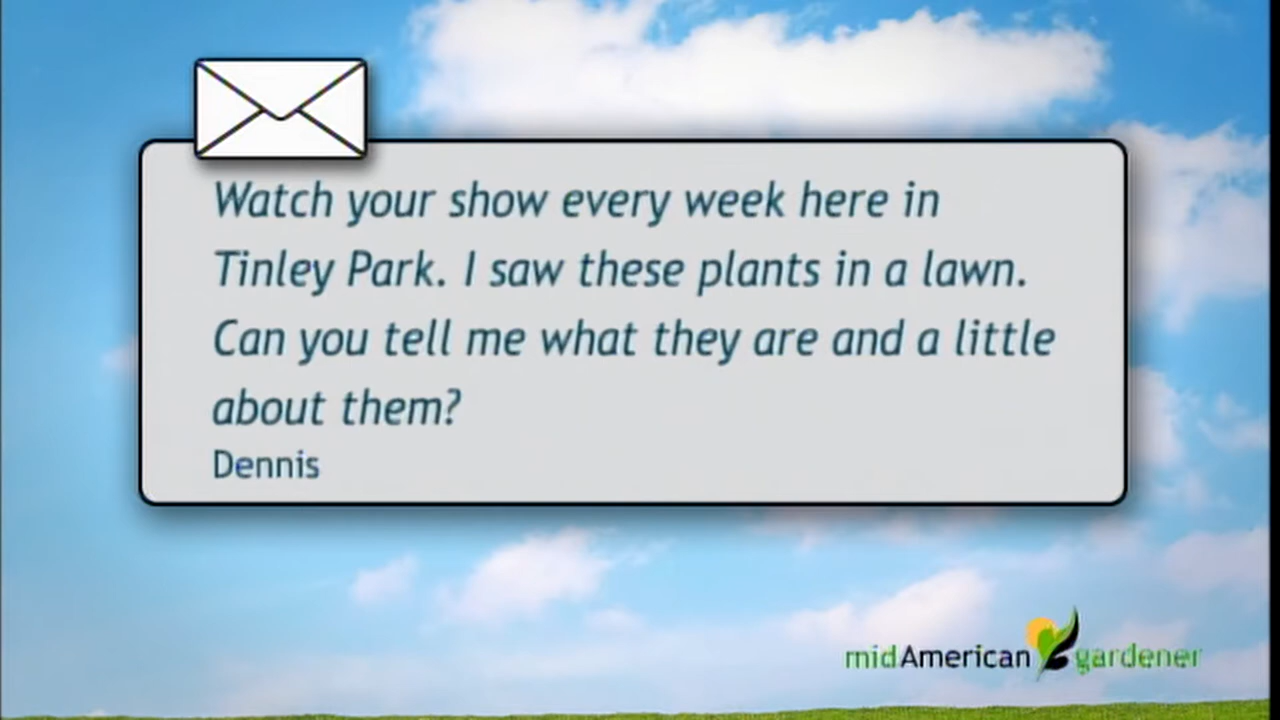 Watch your show every week here in
Tinley Park. I saw these plants in a lawn.
Can you tell me what they are and a little
about them?
Dennis
midAmerican gardener